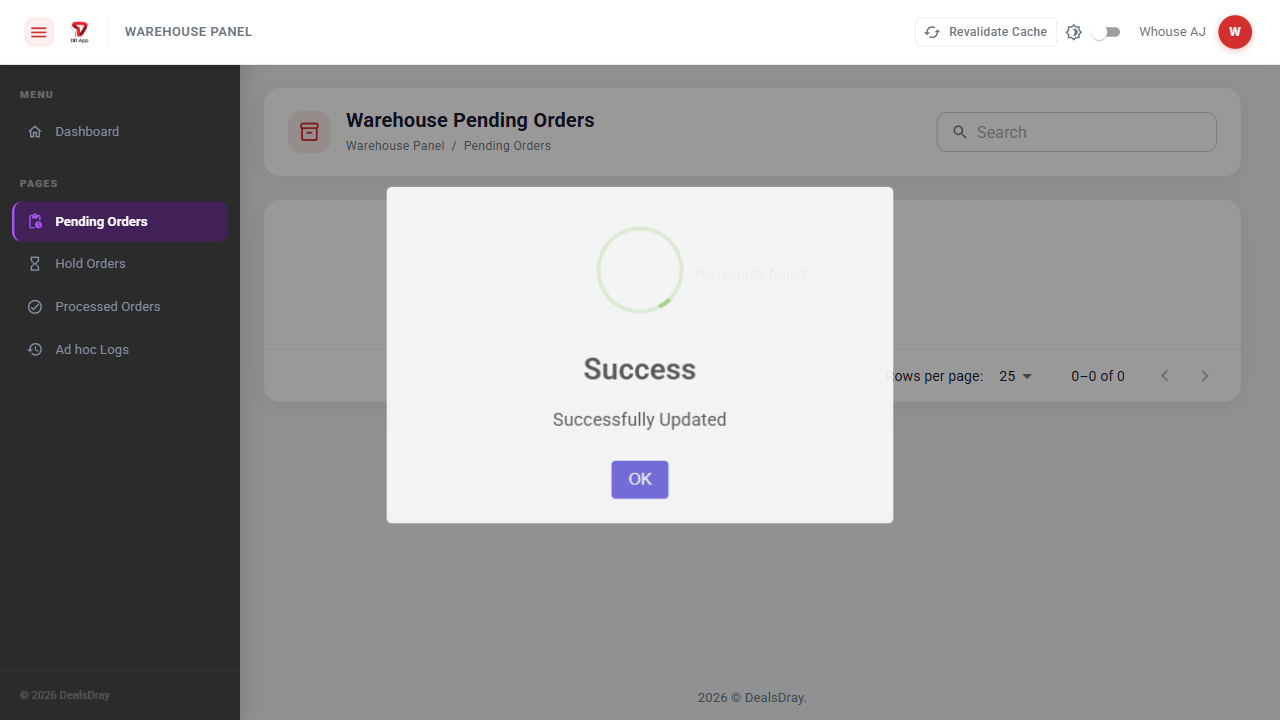 DD App
WAREHOUSE PANEL
Revalidate Cache
Whouse AJ
W
MENU
Dashboard
PAGES
Pending Orders
Hold Orders
Processed Orders
Ad hoc Logs
© 2026 DealsDray
Warehouse Pending Orders
Warehouse Panel / Pending Orders
Search
No records found.
Success
Successfully Updated
OK
Rows per page: 25 0–0 of 0
2026 © DealsDray.